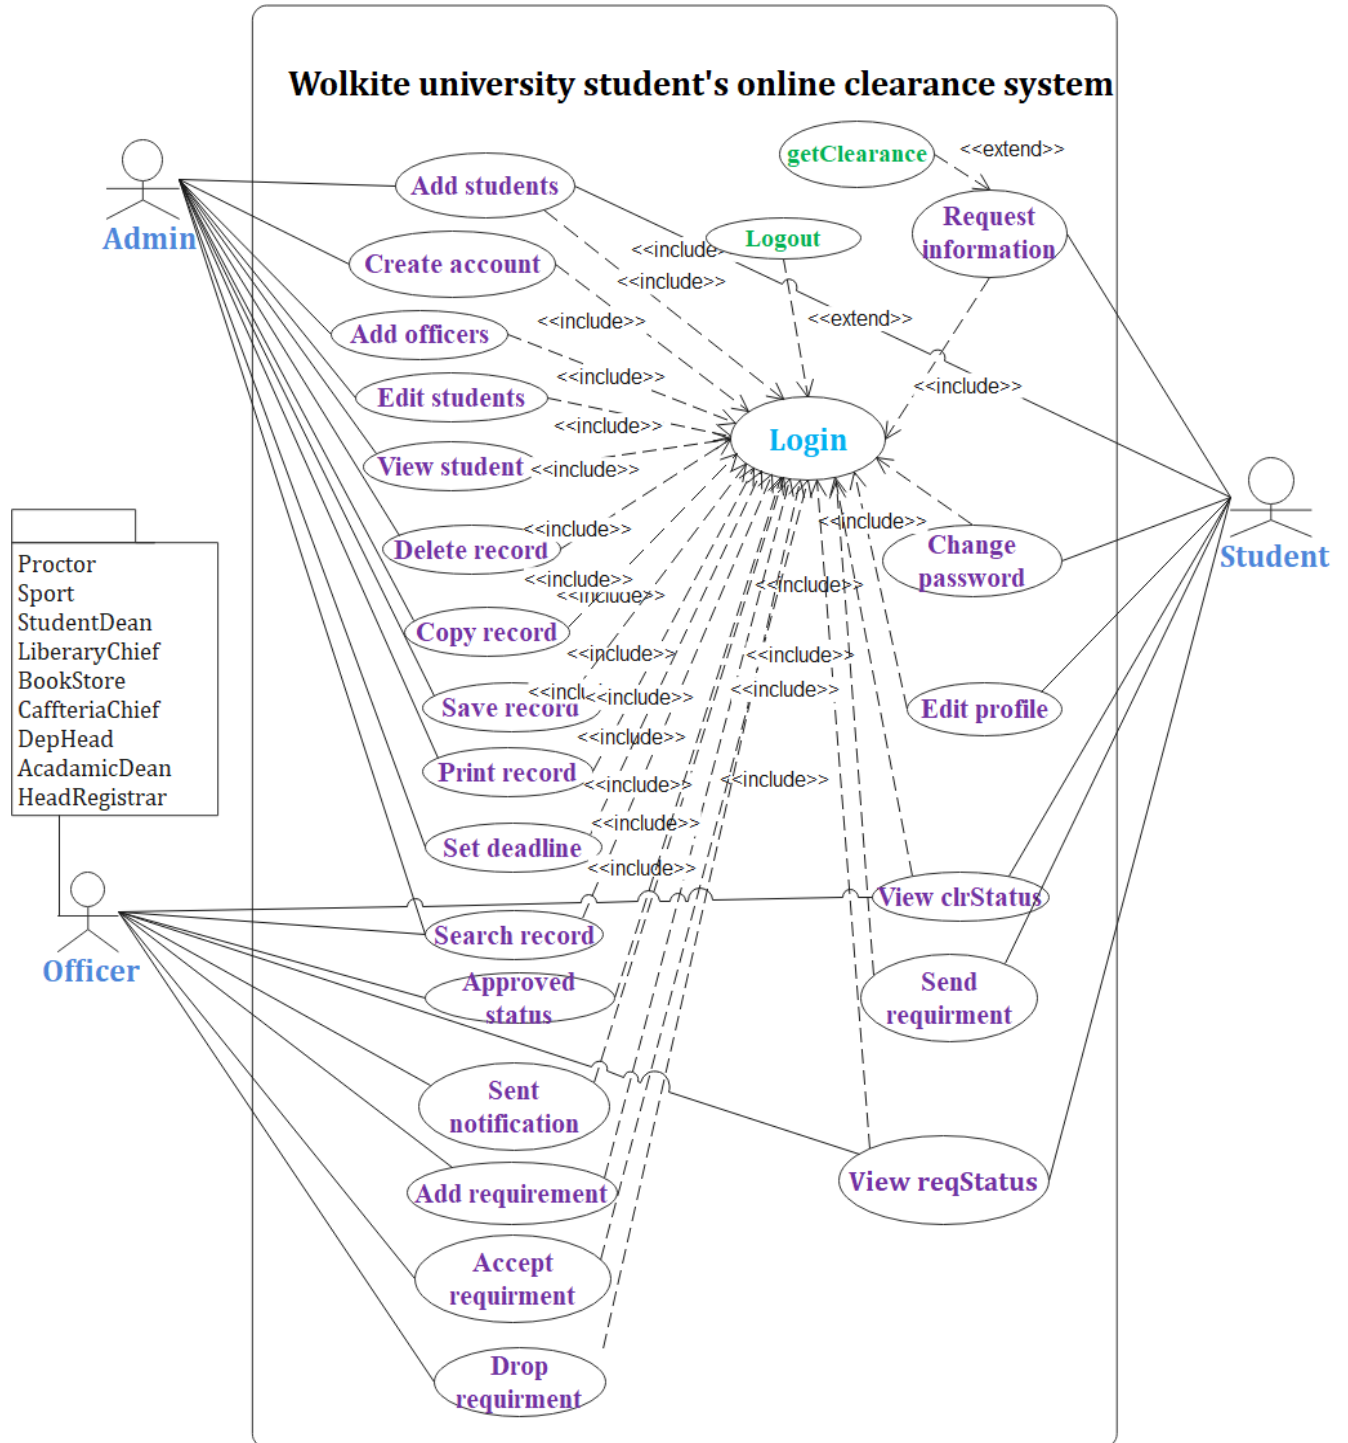 Wolkite university student's online clearance system
getClearance
<<extend>>
Add students
Request
information
Admin
Logout
<<include>
Create account
<<include>>
<<extend>>
<<include>>
Add officers
<<include>>
<<include>>
Edit students
<<include>>
Login
View student
<<include>>
Proctor
Sport
StudentDean
LiberaryChief
BookStore
CaffteriaChief
DepHead
AcadamicDean
HeadRegistrar
Delete record
<<include>>
<<include>>
Change
password
Student
<<include>>
<<include>>
<<include>>
Copy record
<<include>>
<<include>>
<<include>>
<<include>>
Save record
Edit profile
<<include>>
Print record
<<include>>
<<include>>
<<include>>
Set deadline
<<include>>
View clrStatus
Search record
Officer
Approved
status
Send
requirment
Sent
notification
Add requirement
View reqStatus
Accept
requirment
Drop
requirment